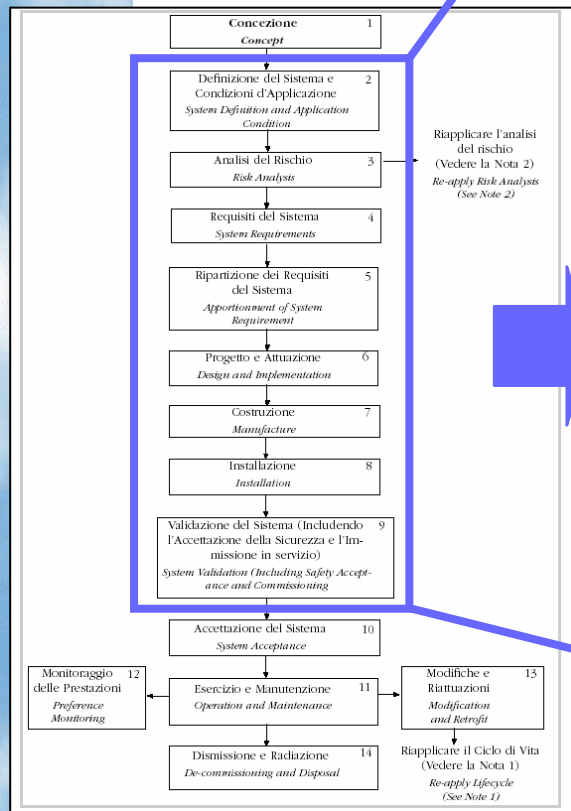 Concezione 1
Concept
Definizione del Sistema e 2
Condizioni d'Applicazione
System Definition and Application
Condition
Analisi del Rischio 3
Risk Analysis
Riapplicare l'analisi
del rischio
(Vedere la Nota 2)
Re-apply Risk Analysis
(See Note 2)
Requisiti del Sistema 4
System Requirements
Ripartizione dei Requisiti 5
del Sistema
Apportionment of System
Requirement
Progetto e Attuazione 6
Design and Implementation
Costruzione 7
Manufacture
Installazione 8
Installation
Validazione del Sistema (Includendo 9
l'Accettazione della Sicurezza e l'Im-
missione in servizio)
System Validation (Including Safety Accept-
ance and Commissioning
Accettazione del Sistema 10
System Acceptance
Monitoraggio 12
delle Prestazioni
Preference
Monitoring
Esercizio e Manutenzione 11
Operation and Maintenance
Modifiche e 13
Riattuazioni
Modification
and Retrofit
Dismissione e Radiazione 14
De-commissioning and Disposal
Riapplicare il Ciclo di Vita
(Vedere la Nota 1)
Re-apply Lifecycle
(See Note 1)